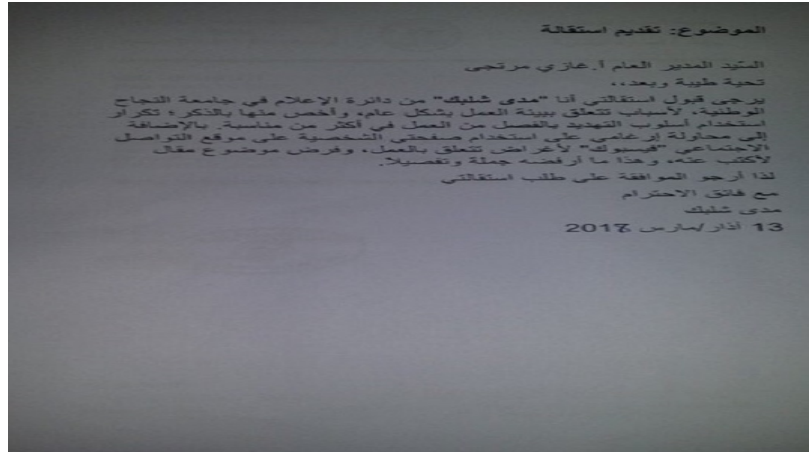 الموضوع: تقديم استقالة
السيد المدير العام أ.غازي مرتجى
تحية طيبة وبعد،،
يرجى قبول استقالتي أنا "مدى شلبك" من دائرة الإعلام في جامعة النجاح
الوطنية، لأسباب تتعلق ببيئة العمل بشكل عام، وأخص منها بالذكر؛ تكرار
استخدام أسلوب التهديد بالفصل من العمل في أكثر من مناسبة. بالإضافة
إلى محاولة إرغامي على استخدام صفحتي الشخصية على موقع التواصل
الاجتماعي "فيسبوك" لأغراض تتعلق بالعمل، وفرض موضوع مقال
لأكتب عنه، وهذا ما أرفضه جملة وتفصيلا.
لذا أرجو الموافقة على طلب استقالتي
مع فائق الاحترام
مدى شلبك
13 آذار/مارس 2017